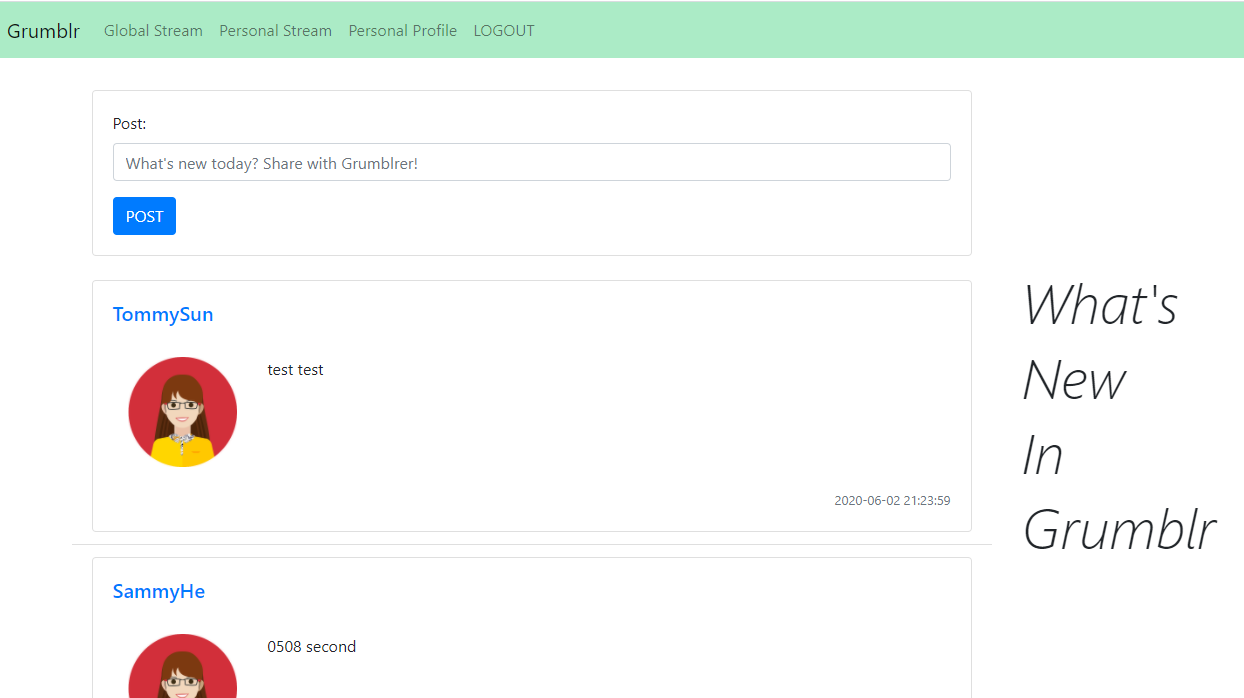 Grumblr Global Stream Personal Stream Personal Profile LOGOUT
Post:
What's new today? Share with Grumblrer!
POST
TommySun
test test
2020-06-02 21:23:59
SammyHe
0508 second
What's
New
In
Grumblr